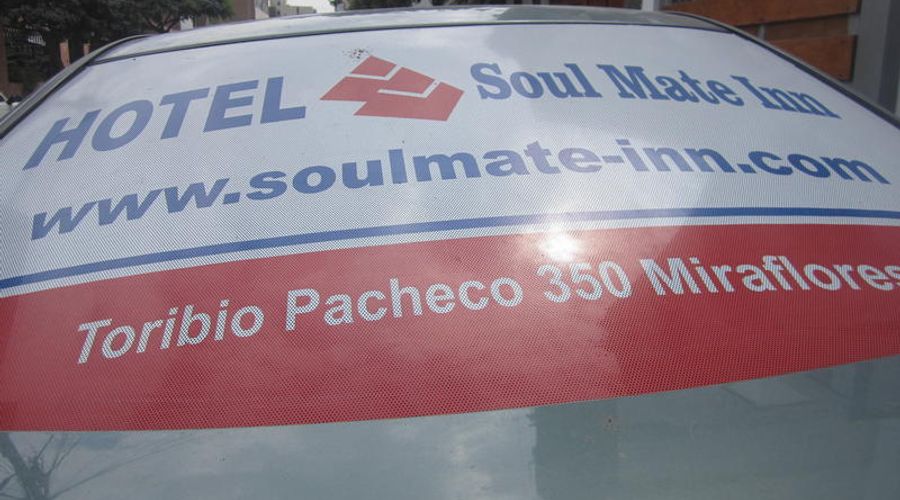 HOTEL Soul Mate Inn
www.soulmate-inn.com
Toribio Pacheco 350 Miraflores